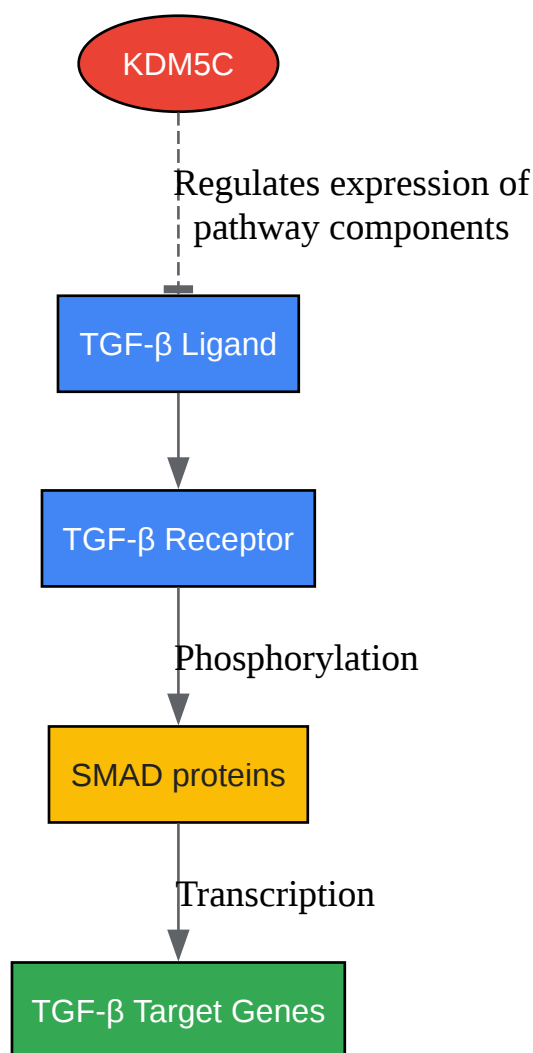 KDM5C
Regulates expression of
pathway components
TGF-β Ligand
TGF-β Receptor
Phosphorylation
SMAD proteins
Transcription
TGF-β Target Genes